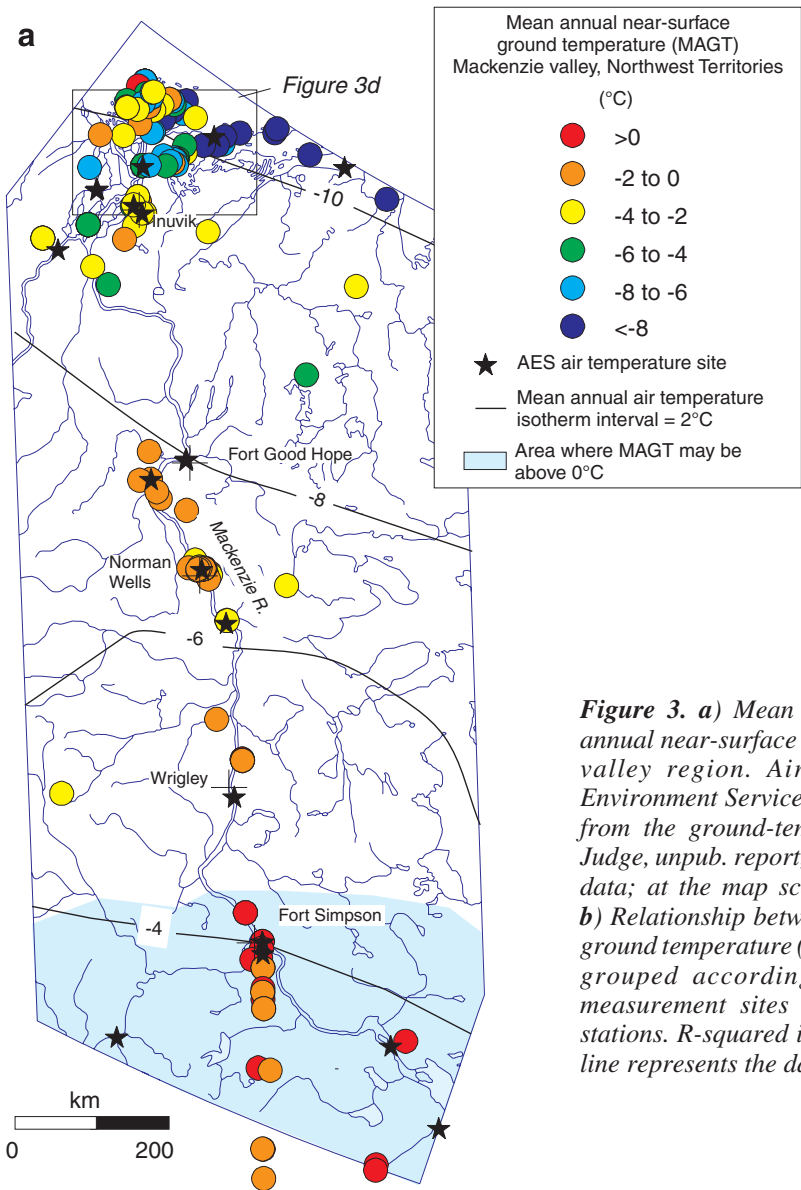 a
Figure 3d
-10
Inuvik
Fort Good Hope
-8
Norman
Wells
Mackenzie R.
-6
Wrigley
-4
Fort Simpson
km
0 200
Mean annual near-surface
ground temperature (MAGT)
Mackenzie valley, Northwest Territories
(°C)
>0
-2 to 0
-4 to -2
-6 to -4
-8 to -6
<-8
AES air temperature site
Mean annual air temperature
isotherm interval = 2°C
Area where MAGT may be
above 0°C
Figure 3. a) Mean
annual near-surface
valley region. Air
Environment Service
from the ground-ten
Judge, unpub. report,
data; at the map sc
b) Relationship betw
ground temperature (
grouped according
measurement sites
stations. R-squared i
line represents the da